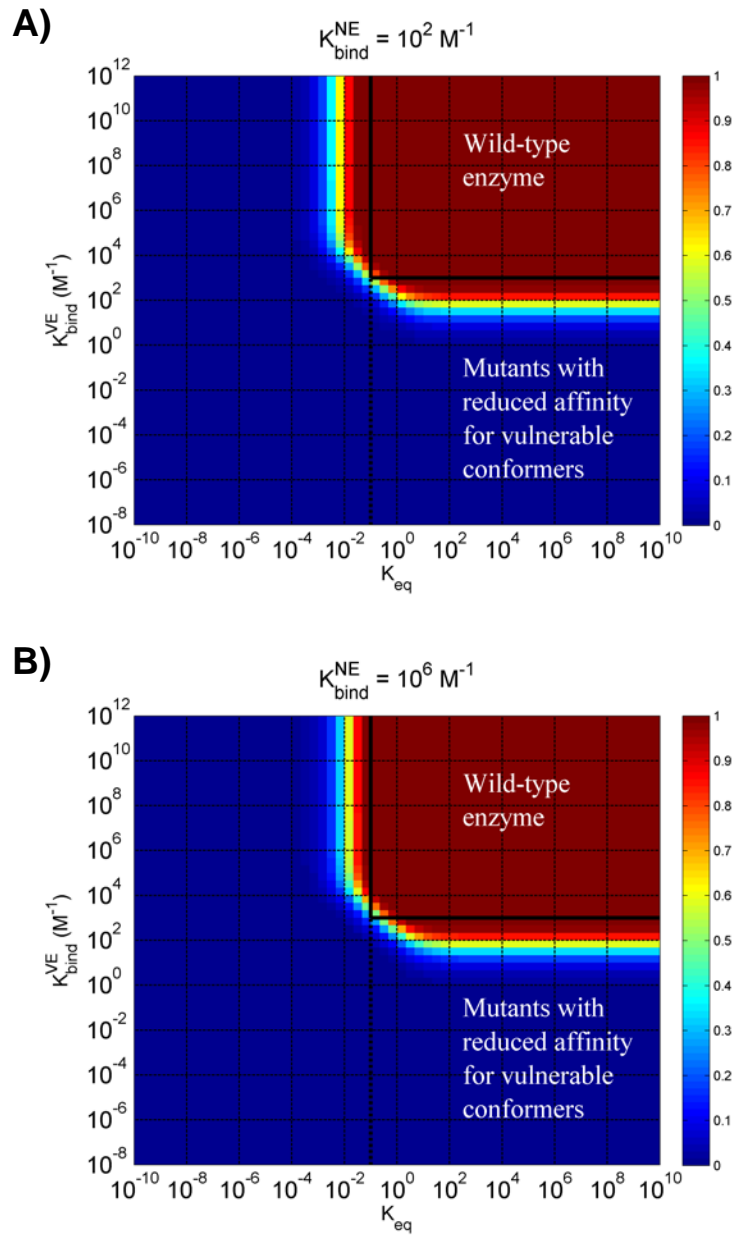 A)
K_bind^NE = 10^2 M^-1
10^12
10^10
10^8
10^6
10^4
10^2
10^0
10^-2
10^-4
10^-6
10^-8
K_bind^VE (M^-1)
Wild-type
enzyme
Mutants with
reduced affinity
for vulnerable
conformers
10^-10 10^-8 10^-6 10^-4 10^-2 10^0 10^2 10^4 10^6 10^8 10^10
K_eq
1
0.9
0.8
0.7
0.6
0.5
0.4
0.3
0.2
0.1
0
B)
K_bind^NE = 10^6 M^-1
10^12
10^10
10^8
10^6
10^4
10^2
10^0
10^-2
10^-4
10^-6
10^-8
K_bind^VE (M^-1)
Wild-type
enzyme
Mutants with
reduced affinity
for vulnerable
conformers
10^-10 10^-8 10^-6 10^-4 10^-2 10^0 10^2 10^4 10^6 10^8 10^10
K_eq
1
0.9
0.8
0.7
0.6
0.5
0.4
0.3
0.2
0.1
0